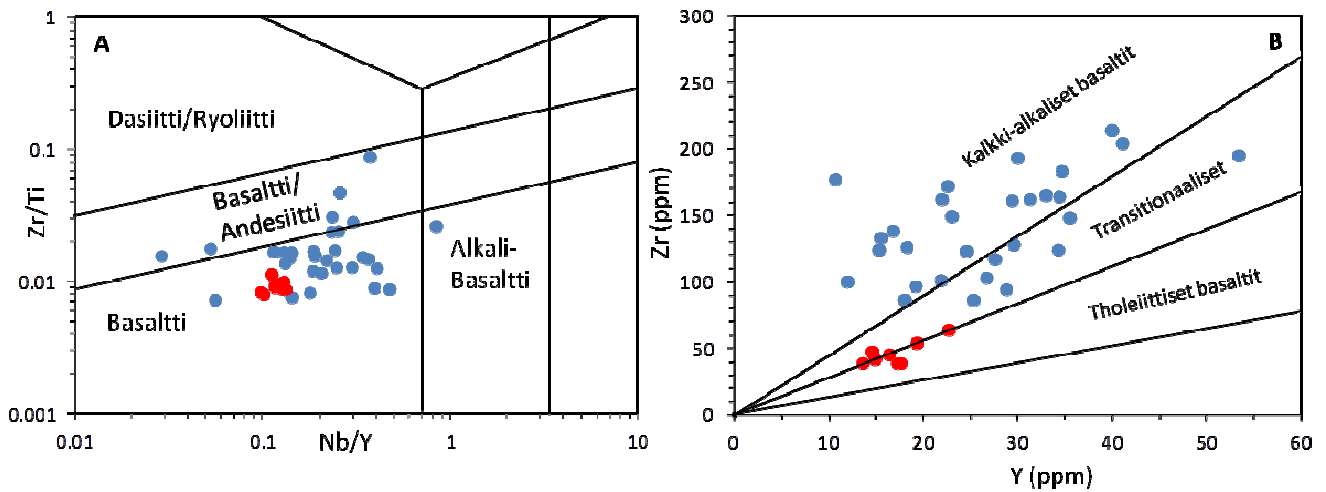 A
1
0.1
0.01
0.001
Zr/Ti
Dasiitti/Ryoliitti
Basaltti/
Andesiitti
Basaltti
Alkali-
Basaltti
0.01
0.1
1
10
Nb/Y
B
300
250
200
150
100
50
0
Zr (ppm)
Kalkki-alkaliset basaltit
Transitionaaliset
Tholeiittiset basaltit
0
10
20
30
40
50
60
Y (ppm)